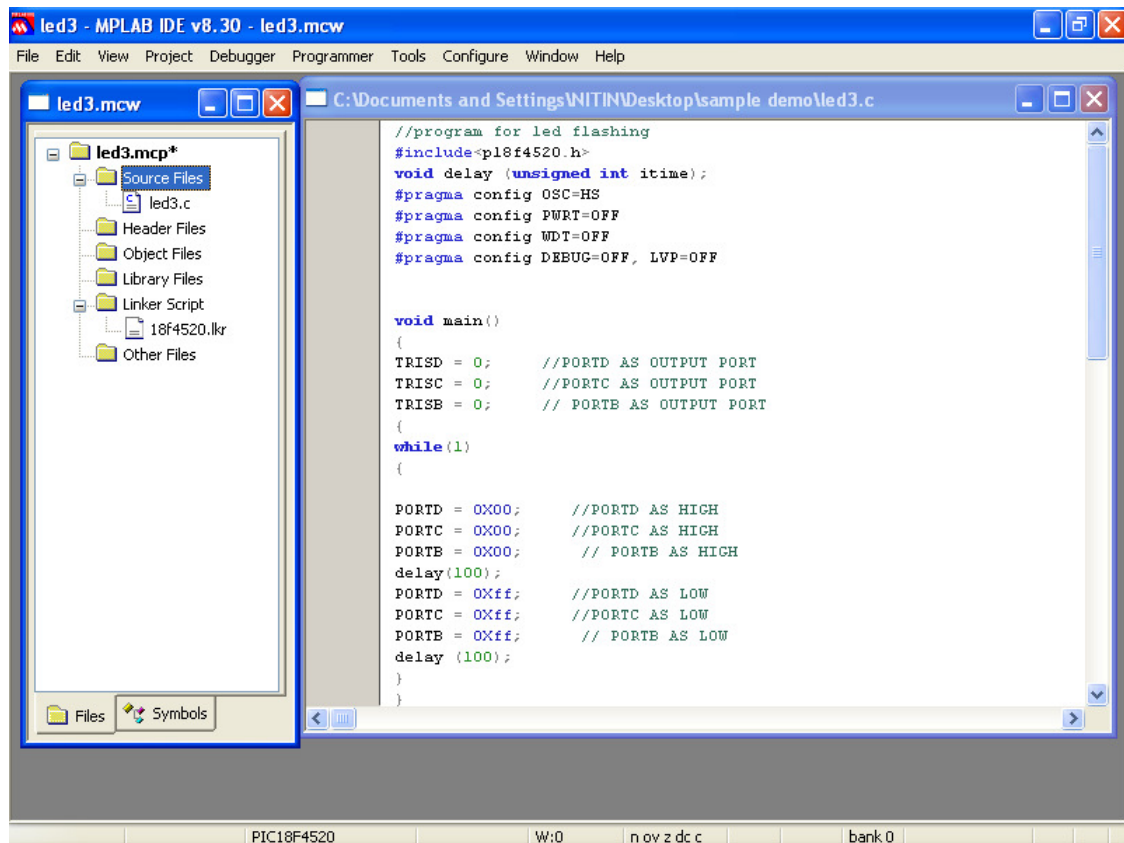 led3 - MPLAB IDE v8.30 - led3.mcw
File Edit View Project Debugger Programmer Tools Configure Window Help
led3.mcw
led3.mcp*
Source Files
led3.c
Header Files
Object Files
Library Files
Linker Script
18f4520.lkr
Other Files
Files Symbols
C:\Documents and Settings\NITIN\Desktop\sample demo\led3.c
//program for led flashing
#include<p18f4520.h>
void delay (unsigned int itime);
#pragma config OSC=HS
#pragma config PWRT=OFF
#pragma config WDT=OFF
#pragma config DEBUG=OFF, LVP=OFF
void main()
{
TRISD = 0; //PORTD AS OUTPUT PORT
TRISC = 0; //PORTC AS OUTPUT PORT
TRISB = 0; // PORTB AS OUTPUT PORT
{
while(1)
{
PORTD = 0X00; //PORTD AS HIGH
PORTC = 0X00; //PORTC AS HIGH
PORTB = 0X00; // PORTB AS HIGH
delay(100);
PORTD = 0Xff; //PORTD AS LOW
PORTC = 0Xff; //PORTC AS LOW
PORTB = 0Xff; // PORTB AS LOW
delay (100);
}
}
PIC18F4520 W:0 n ov z dc c bank 0